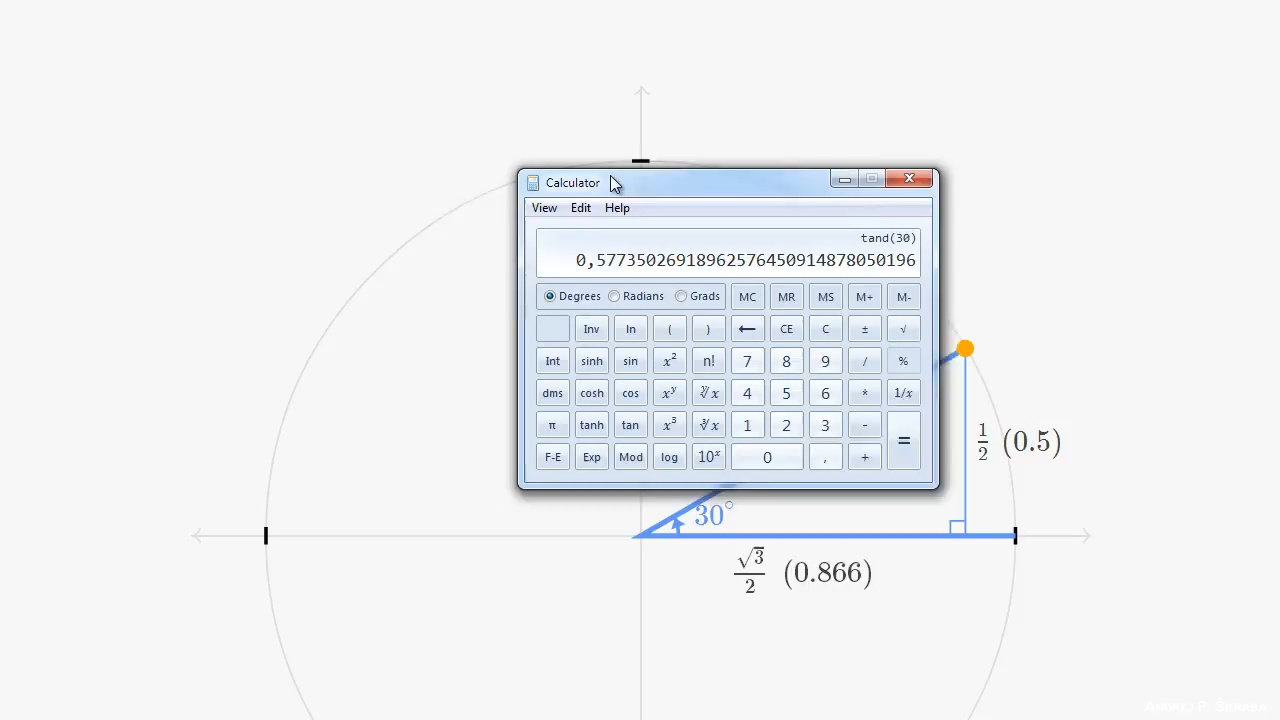 Calculator
View Edit Help
tand(30)
0,57735026918962576450914878050196
Degrees Radians Grads MC MR MS M+ M-
Inv ln ( ) ← CE C ± √
Int sinh sin x² n! 7 8 9 / %
dms cosh cos xʸ ʸ√x 4 5 6 * 1/x
π tanh tan x³ ³√x 1 2 3 - =
F-E Exp Mod log 10ˣ 0 , +
1/2 (0.5)
30°
√3/2 (0.866)